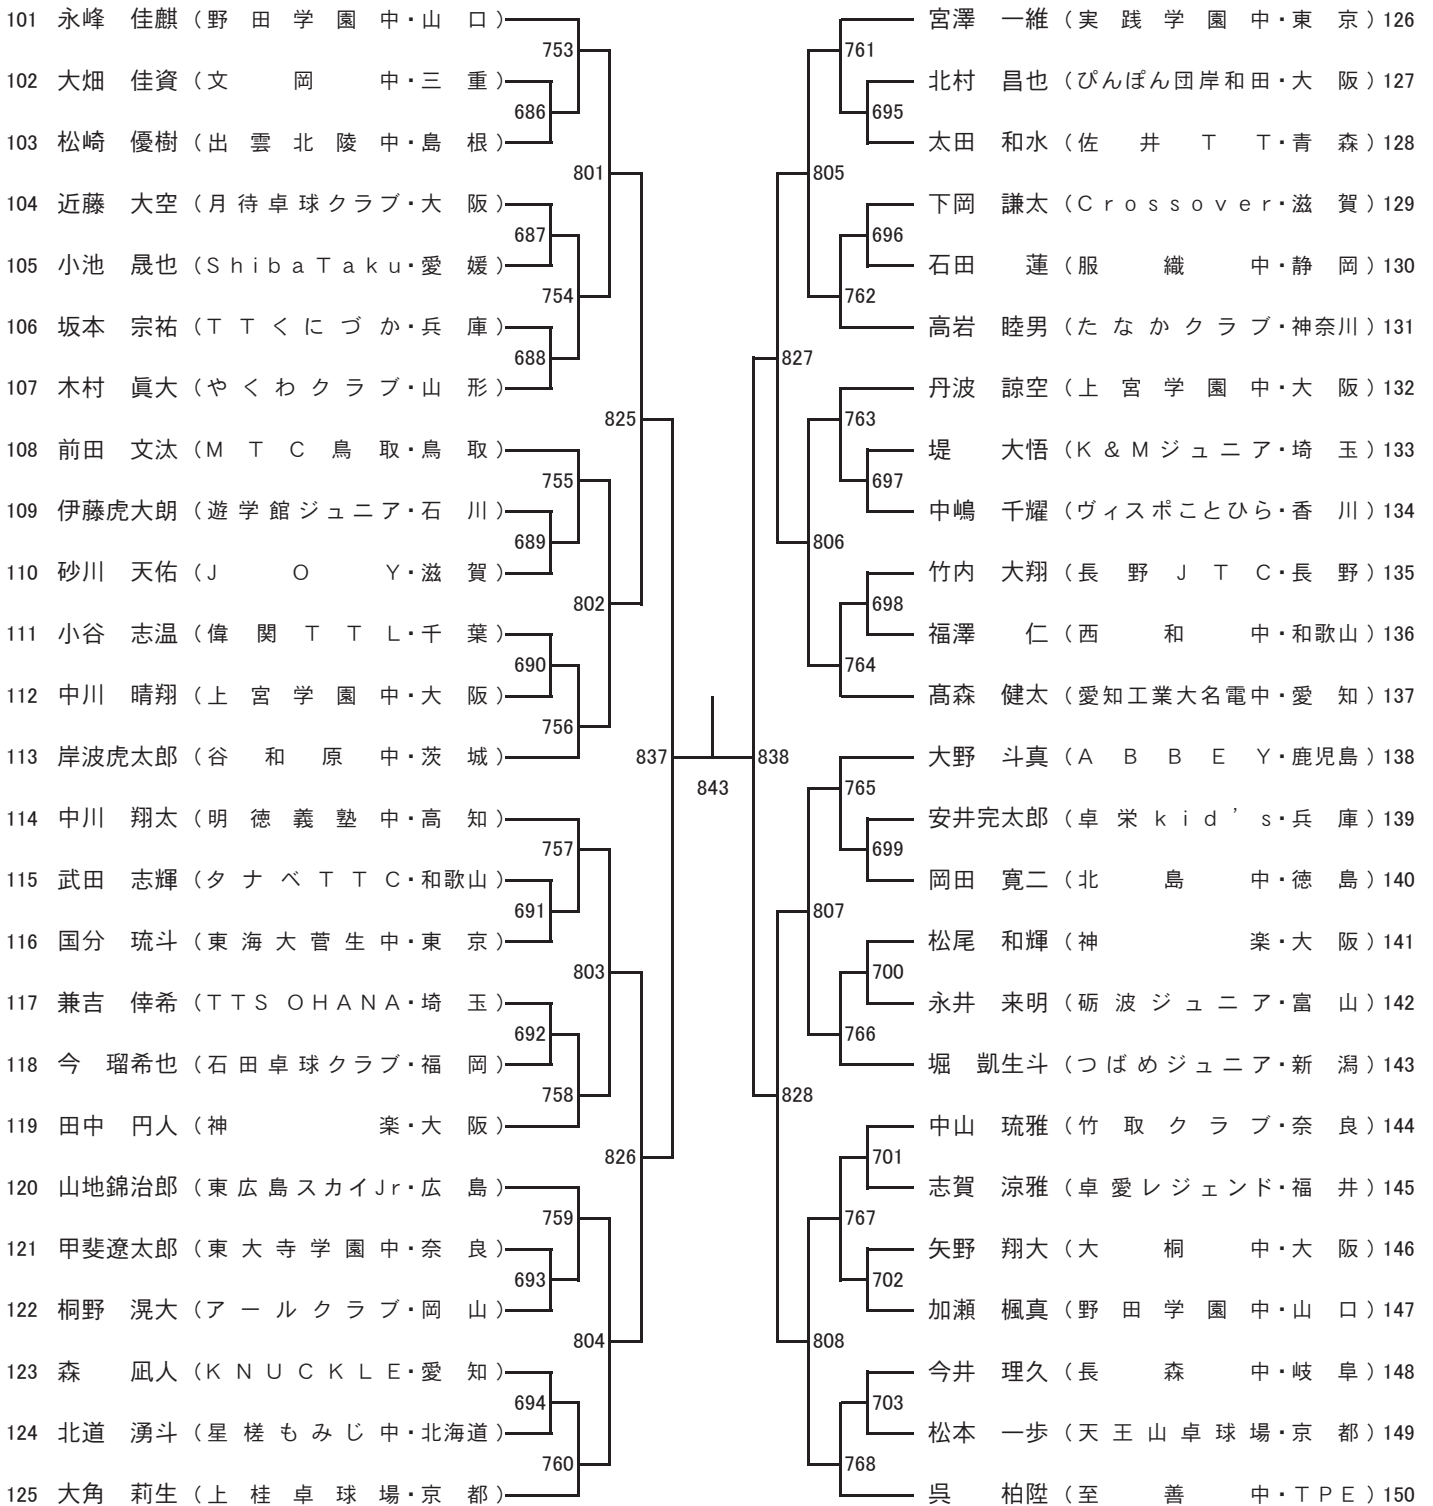 101 永峰 佳麒 (野田学園中・山口)
753
102 大畑 佳資 (文岡中・三重)
686
103 松崎 優樹 (出雲北陵中・島根)
801
104 近藤 大空 (月待卓球クラブ・大阪)
687
105 小池 晟也 (ShibaTaku・愛媛)
754
106 坂本 宗祐 (TTくにづか・兵庫)
688
107 木村 眞大 (やくわクラブ・山形)
825
108 前田 文汰 (MTC鳥取・鳥取)
755
109 伊藤虎大朗 (遊学館ジュニア・石川)
689
110 砂川 天佑 (JOY・滋賀)
802
111 小谷 志温 (偉関TTL・千葉)
690
112 中川 晴翔 (上宮学園中・大阪)
756
113 岸波虎太郎 (谷和原中・茨城)
837
114 中川 翔太 (明徳義塾中・高知)
757
115 武田 志輝 (タナベTTC・和歌山)
691
116 国分 琉斗 (東海大菅生中・東京)
803
117 兼吉 倖希 (TTS OHANA・埼玉)
692
118 今 瑠希也 (石田卓球クラブ・福岡)
758
119 田中 円人 (神楽・大阪)
826
120 山地錦治郎 (東広島スカイJr・広島)
759
121 甲斐遼太郎 (東大寺学園中・奈良)
693
122 桐野 滉大 (アールクラブ・岡山)
804
123 森 凪人 (KNUCKLE・愛知)
694
124 北道 湧斗 (星槎もみじ中・北海道)
760
125 大角 莉生 (上桂卓球場・京都)
843
宮澤 一維 (実践学園中・東京) 126
761
北村 昌也 (ぴんぽん団岸和田・大阪) 127
695
太田 和水 (佐井TT・青森) 128
805
下岡 謙太 (Crossover・滋賀) 129
696
石田 蓮 (服織中・静岡) 130
762
高岩 睦男 (たなかクラブ・神奈川) 131
827
丹波 諒空 (上宮学園中・大阪) 132
763
堤 大悟 (K&Mジュニア・埼玉) 133
697
中嶋 千耀 (ヴィスポことひら・香川) 134
806
竹内 大翔 (長野JTC・長野) 135
698
福澤 仁 (西和中・和歌山) 136
764
髙森 健太 (愛知工業大名電中・愛知) 137
838
大野 斗真 (ABBEY・鹿児島) 138
765
安井完太郎 (卓栄kid's・兵庫) 139
699
岡田 寛二 (北島中・徳島) 140
807
松尾 和輝 (神楽・大阪) 141
700
永井 来明 (砺波ジュニア・富山) 142
766
堀 凱生斗 (つばめジュニア・新潟) 143
828
中山 琉雅 (竹取クラブ・奈良) 144
701
志賀 涼雅 (卓愛レジェンド・福井) 145
767
矢野 翔大 (大桐中・大阪) 146
702
加瀬 楓真 (野田学園中・山口) 147
808
今井 理久 (長森中・岐阜) 148
703
松本 一歩 (天王山卓球場・京都) 149
768
呉 柏陞 (至善中・TPE) 150